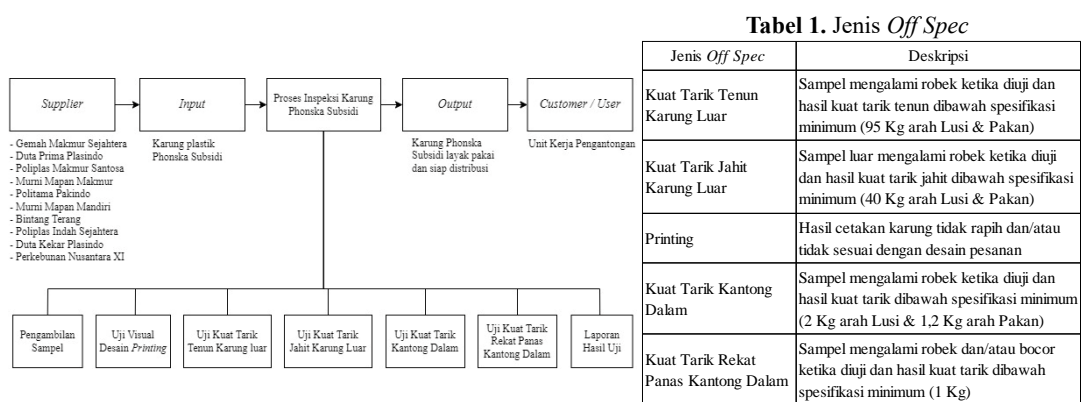 Supplier
Input
Proses Inspeksi Karung
Phonska Subsidi
Output
Customer / User
- Gemah Makmur Sejahtera
- Duta Prima Plasindo
- Poliplas Makmur Santosa
- Murni Mapan Makmur
- Politama Pakindo
- Murni Mapan Mandiri
- Bintang Terang
- Poliplas Indah Sejahtera
- Duta Kekar Plasindo
- Perkebunan Nusantara XI
Karung plastik
Phonska Subsidi
Karung Phonska
Subsidi layak pakai
dan siap distribusi
Unit Kerja Pengantongan
Pengambilan
Sampel
Uji Visual
Desain Printing
Uji Kuat Tarik
Tenun Karung luar
Uji Kuat Tarik
Jahit Karung Luar
Uji Kuat Tarik
Kantong Dalam
Uji Kuat Tarik
Rekat Panas
Kantong Dalam
Laporan
Hasil Uji
Tabel 1. Jenis Off Spec
Jenis Off Spec
Deskripsi
Kuat Tarik Tenun
Karung Luar
Sampel mengalami robek ketika diuji dan
hasil kuat tarik tenun dibawah spesifikasi
minimum (95 Kg arah Lusi & Pakan)
Kuat Tarik Jahit
Karung Luar
Sampel luar mengalami robek ketika diuji
dan hasil kuat tarik jahit dibawah spesifikasi
minimum (40 Kg arah Lusi & Pakan)
Printing
Hasil cetakan karung tidak rapih dan/atau
tidak sesuai dengan desain pesanan
Kuat Tarik Kantong
Dalam
Sampel mengalami robek ketika diuji dan
hasil kuat tarik dibawah spesifikasi minimum
(2 Kg arah Lusi & 1,2 Kg arah Pakan)
Kuat Tarik Rekat
Panas Kantong Dalam
Sampel mengalami robek dan/atau bocor
ketika diuji dan hasil kuat tarik dibawah
spesifikasi minimum (1 Kg)